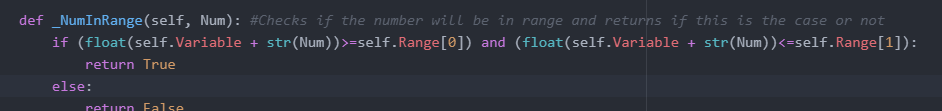 def _NumInRange(self, Num): #Checks if the number will be in range and returns if this is the case or not
if (float(self.Variable + str(Num))>=self.Range[0]) and (float(self.Variable + str(Num))<=self.Range[1]):
return True
else:
return False